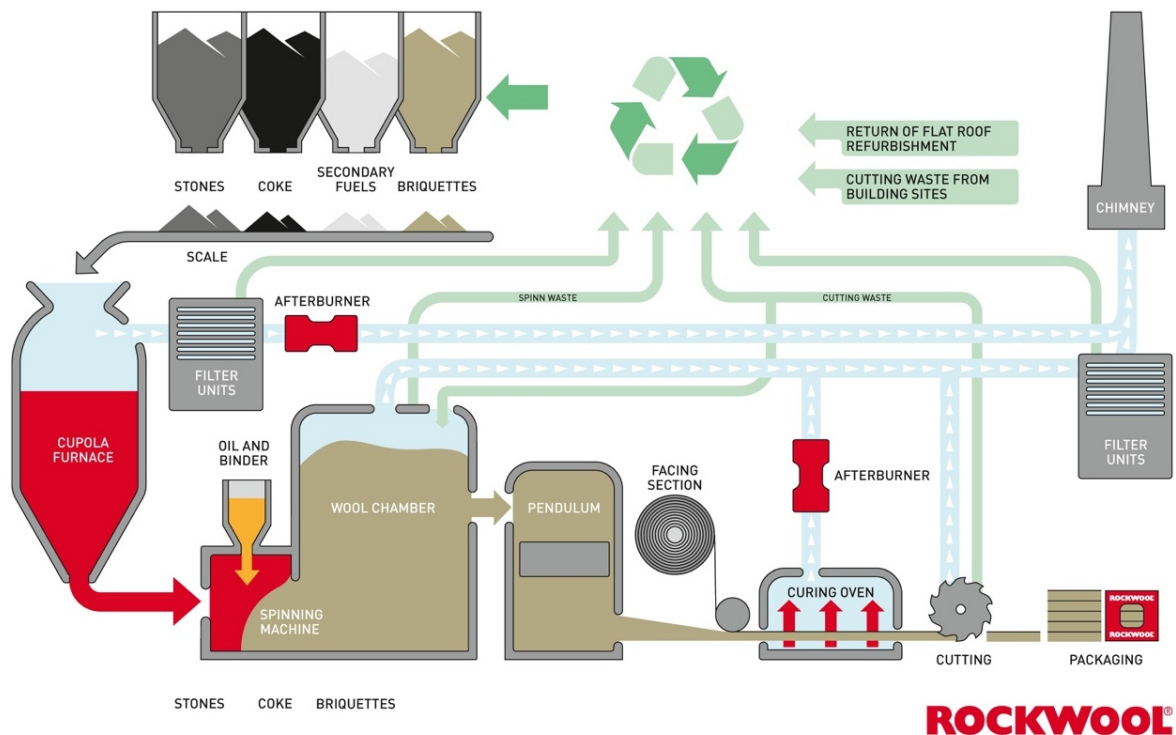 STONES
COKE
SECONDARY
FUELS
BRIQUETTES
RETURN OF FLAT ROOF
REFURBISHMENT
CUTTING WASTE FROM
BUILDING SITES
CHIMNEY
SCALE
SPINN WASTE
CUTTING WASTE
AFTERBURNER
FILTER
UNITS
CUPOLA
FURNACE
OIL AND
BINDER
WOOL CHAMBER
PENDULUM
FACING
SECTION
AFTERBURNER
FILTER
UNITS
SPINNING
MACHINE
CURING OVEN
CUTTING
ROCKWOOL
ROCKWOOL
PACKAGING
STONES
COKE
BRIQUETTES
ROCKWOOL®